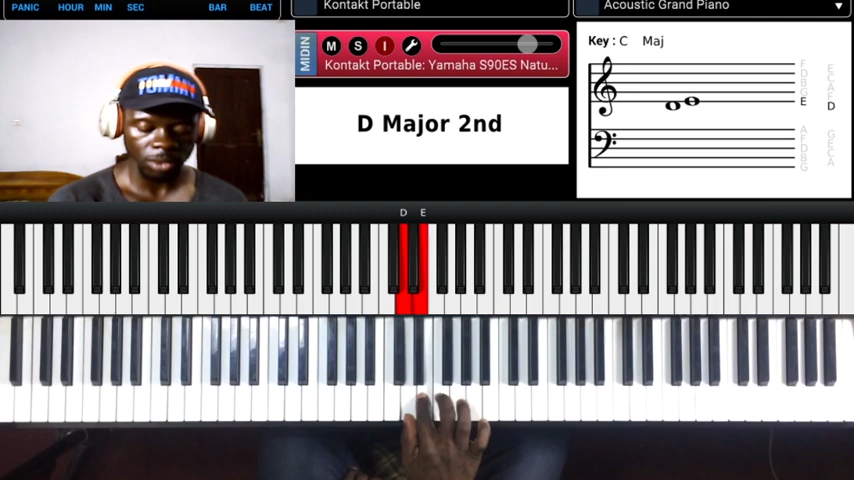 PANIC HOUR MIN SEC BAR BEAT
Kontakt Portable
Acoustic Grand Piano
MIDIN
M S I
Kontakt Portable: Yamaha S90ES Natu...
D Major 2nd
Key : C Maj
F
D
B
G
E
E
C
A
F
D
A
F
D
B
G
G
E
C
A
TOMMY
D E